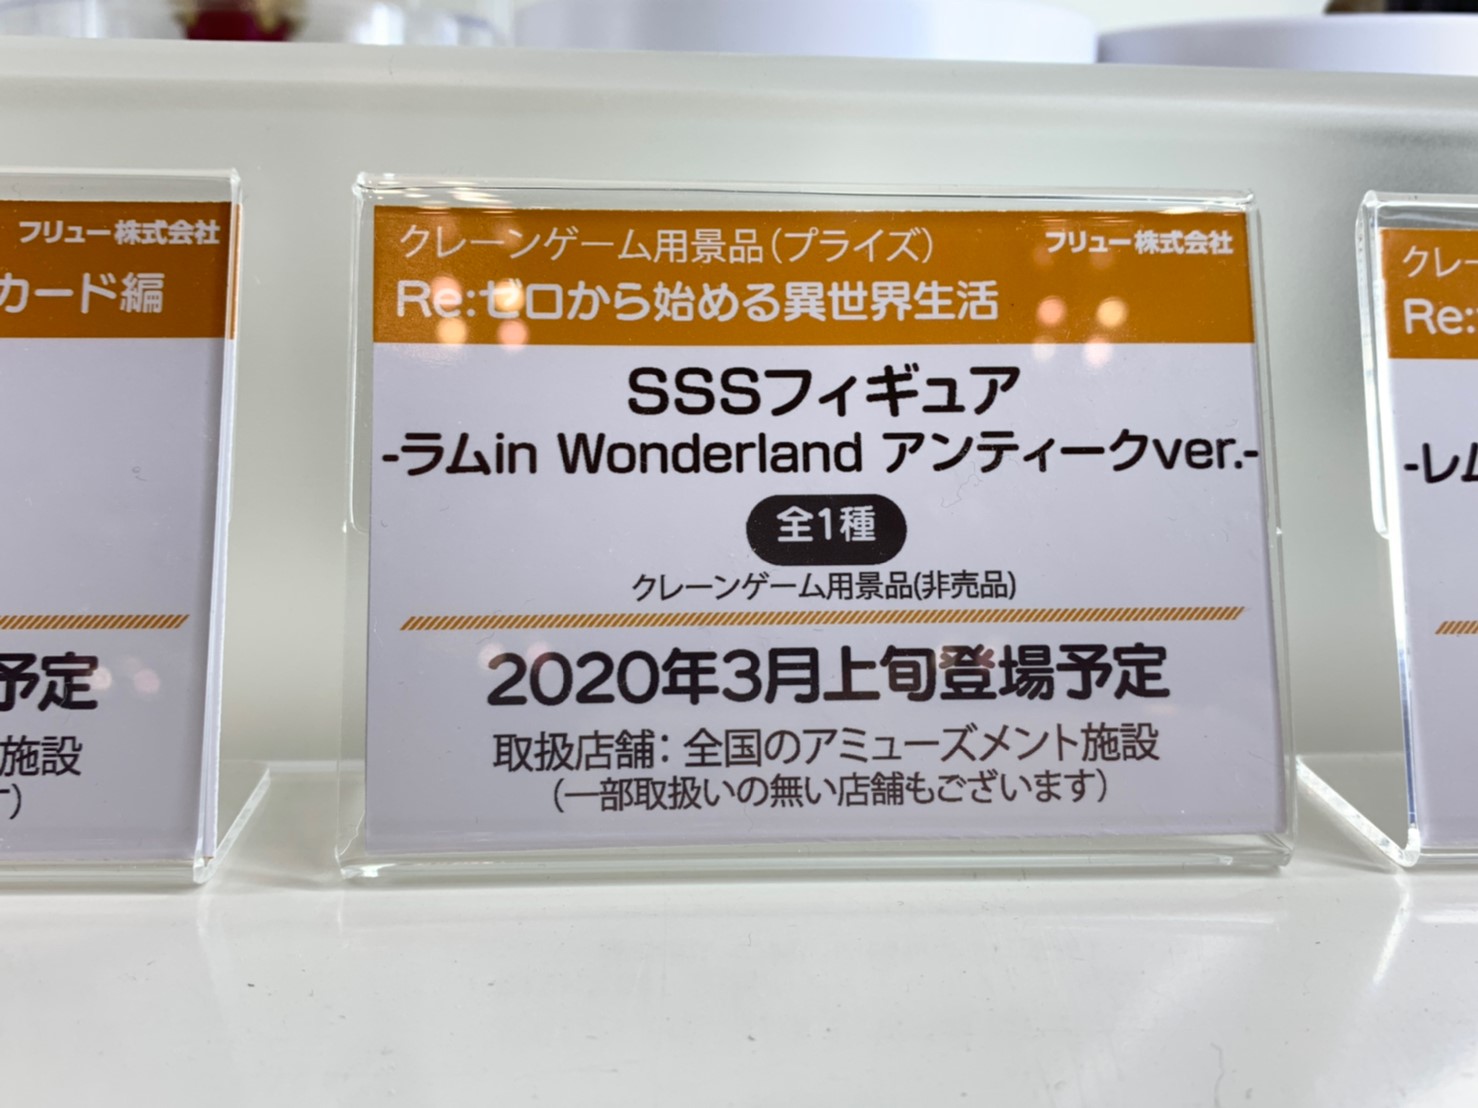 フリュー株式会社
カード編
予定
施設
す)
クレーンゲーム用景品(プライズ) フリュー株式会社
Re:ゼロから始める異世界生活
SSSフィギュア
-ラムin Wonderland アンティークver.-
全1種
クレーンゲーム用景品(非売品)
2020年3月上旬登場予定
取扱店舗：全国のアミューズメント施設
(一部取扱いの無い店舗もございます)
クレー
Re:
-レム